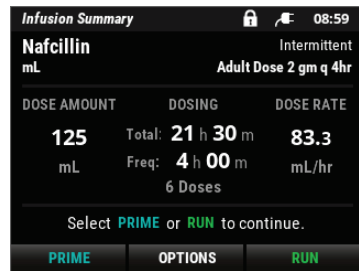 Infusion Summary 08:59
Nafcillin Intermittent
mL Adult Dose 2 gm q 4hr
DOSE AMOUNT DOSING DOSE RATE
125 Total: 21 h 30 m 83.3
mL Freq: 4 h 00 m mL/hr
6 Doses
Select PRIME or RUN to continue.
PRIME OPTIONS RUN